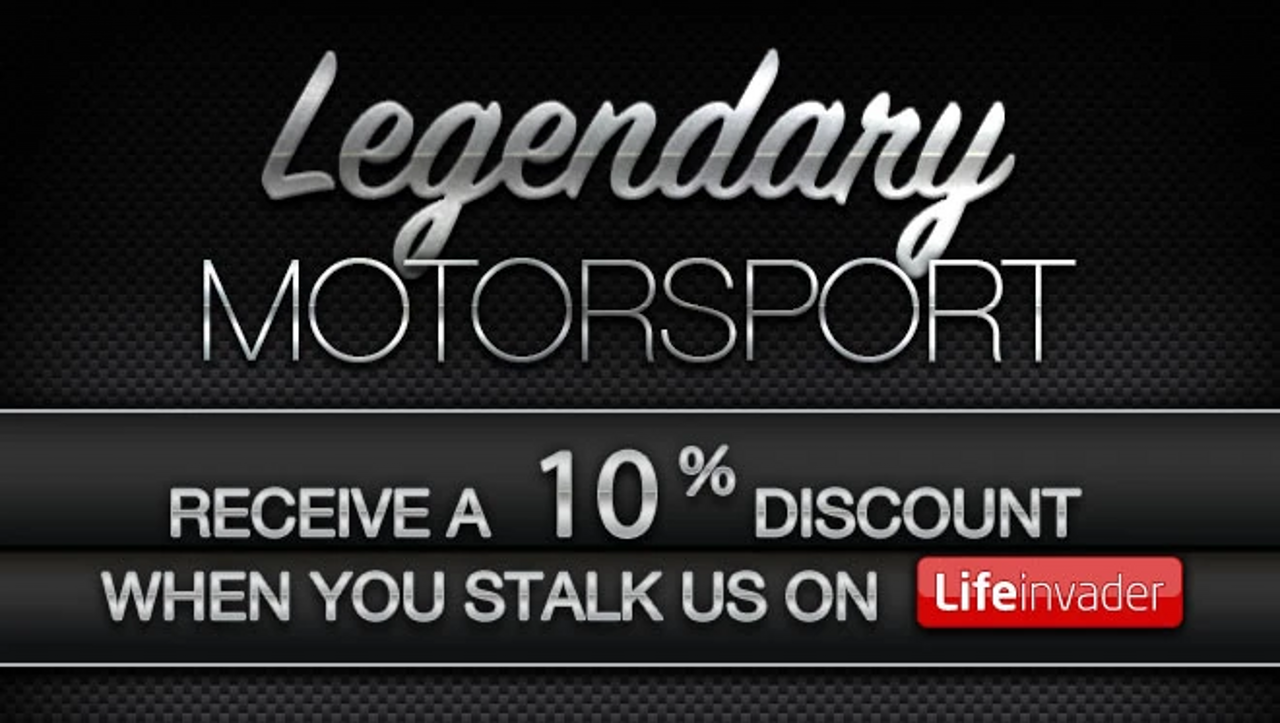 Legendary
MOTORSPORT
RECEIVE A 10% DISCOUNT
WHEN YOU STALK US ON Lifeinvader